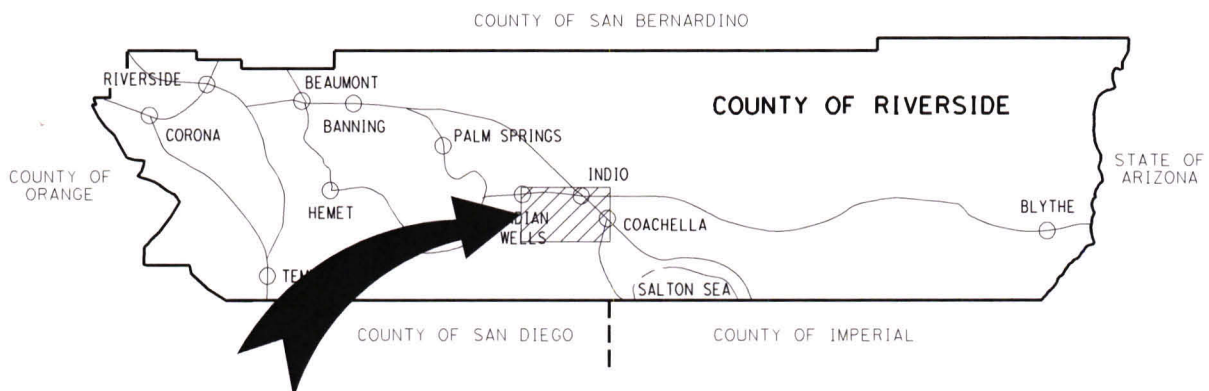 COUNTY OF SAN BERNARDINO
RIVERSIDE
BEAUMONT
COUNTY OF RIVERSIDE
CORONA
BANNING
PALM SPRINGS
COUNTY OF
ORANGE
STATE OF
ARIZONA
INDIO
HEMET
BLYTHE
COACHELLA
WELLS
SALTON SEA
COUNTY OF SAN DIEGO
COUNTY OF IMPERIAL